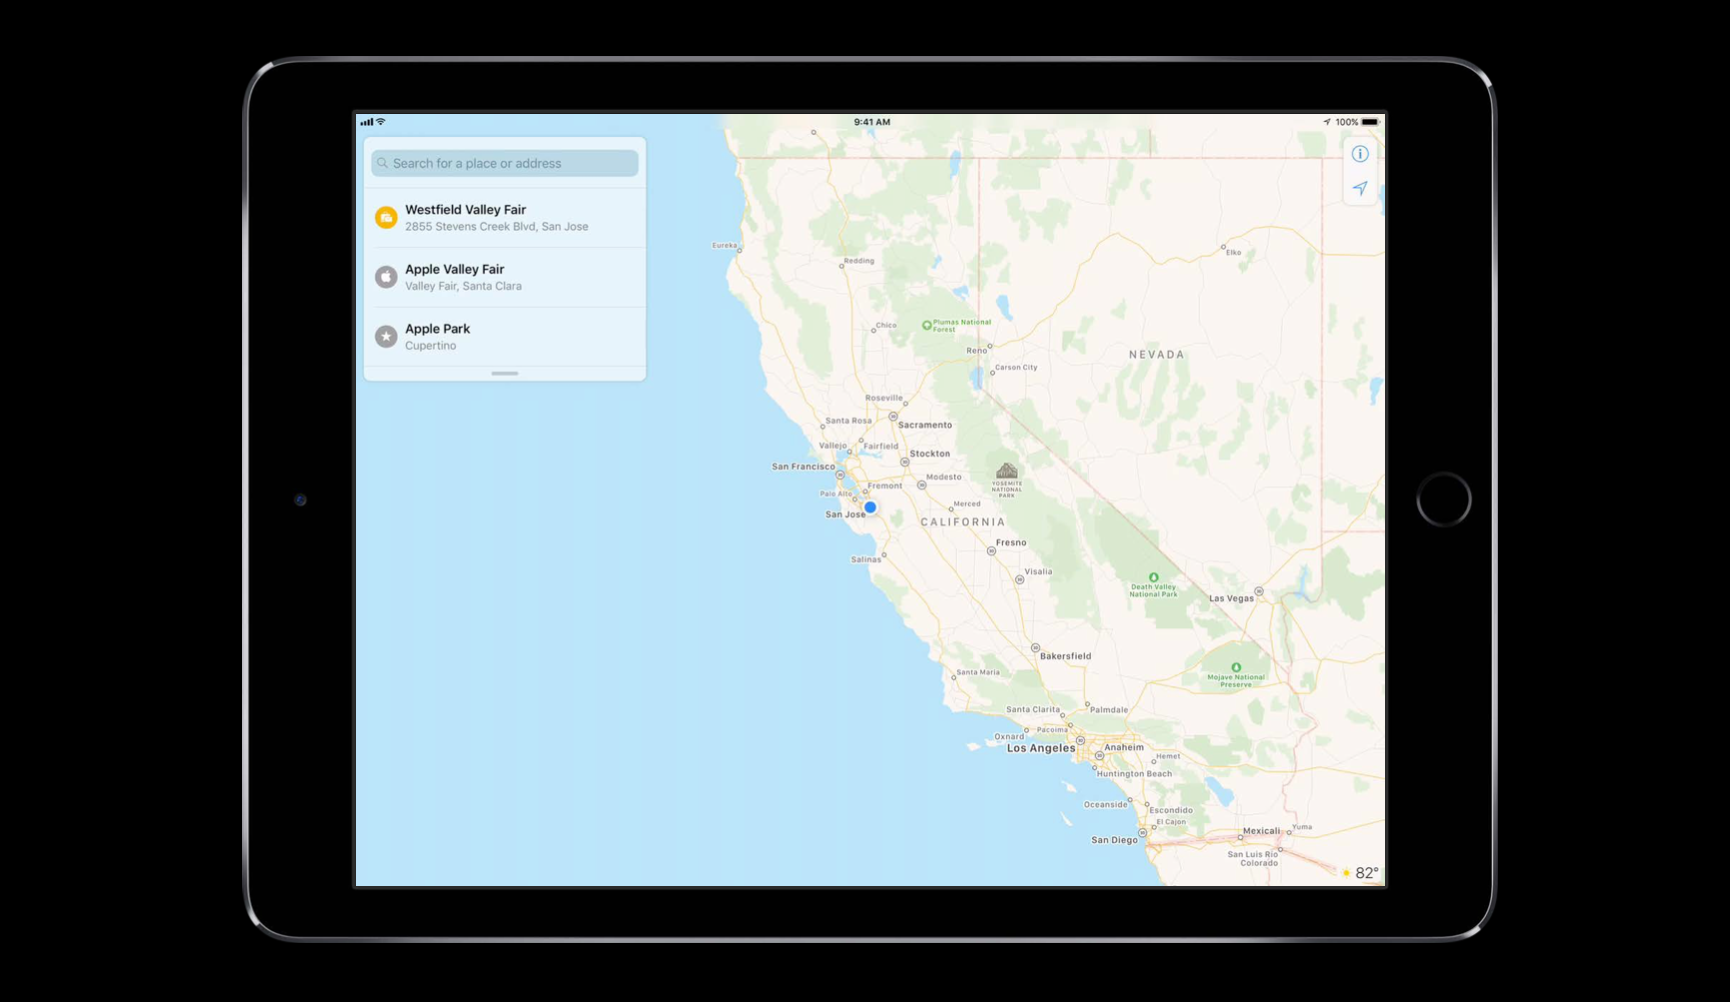 9:41 AM
100%
Search for a place or address
Westfield Valley Fair
2855 Stevens Creek Blvd, San Jose
Apple Valley Fair
Valley Fair, Santa Clara
Apple Park
Cupertino
Eureka
Redding
Elko
Chico
Plumas National
Forest
Reno
NEVADA
Carson City
Roseville
Santa Rosa
Sacramento
Vallejo
Fairfield
Stockton
San Francisco
Modesto
YOSEMITE
NATIONAL
PARK
Fremont
Palo Alto
Merced
San Jose
CALIFORNIA
Fresno
Salinas
Visalia
Death Valley
National Park
Las Vegas
Bakersfield
Santa Maria
Mojave National
Preserve
Santa Clarita
Palmdale
Pacoima
Oxnard
Los Angeles
Anaheim
Hemet
Huntington Beach
Oceanside
Escondido
El Cajon
San Diego
Mexicali
Yuma
San Luis Río
Colorado
82°